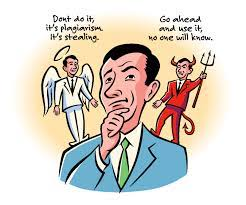 Dont do it,
it's plagiarism.
It's stealing.
Go ahead
and use it,
no one will know.